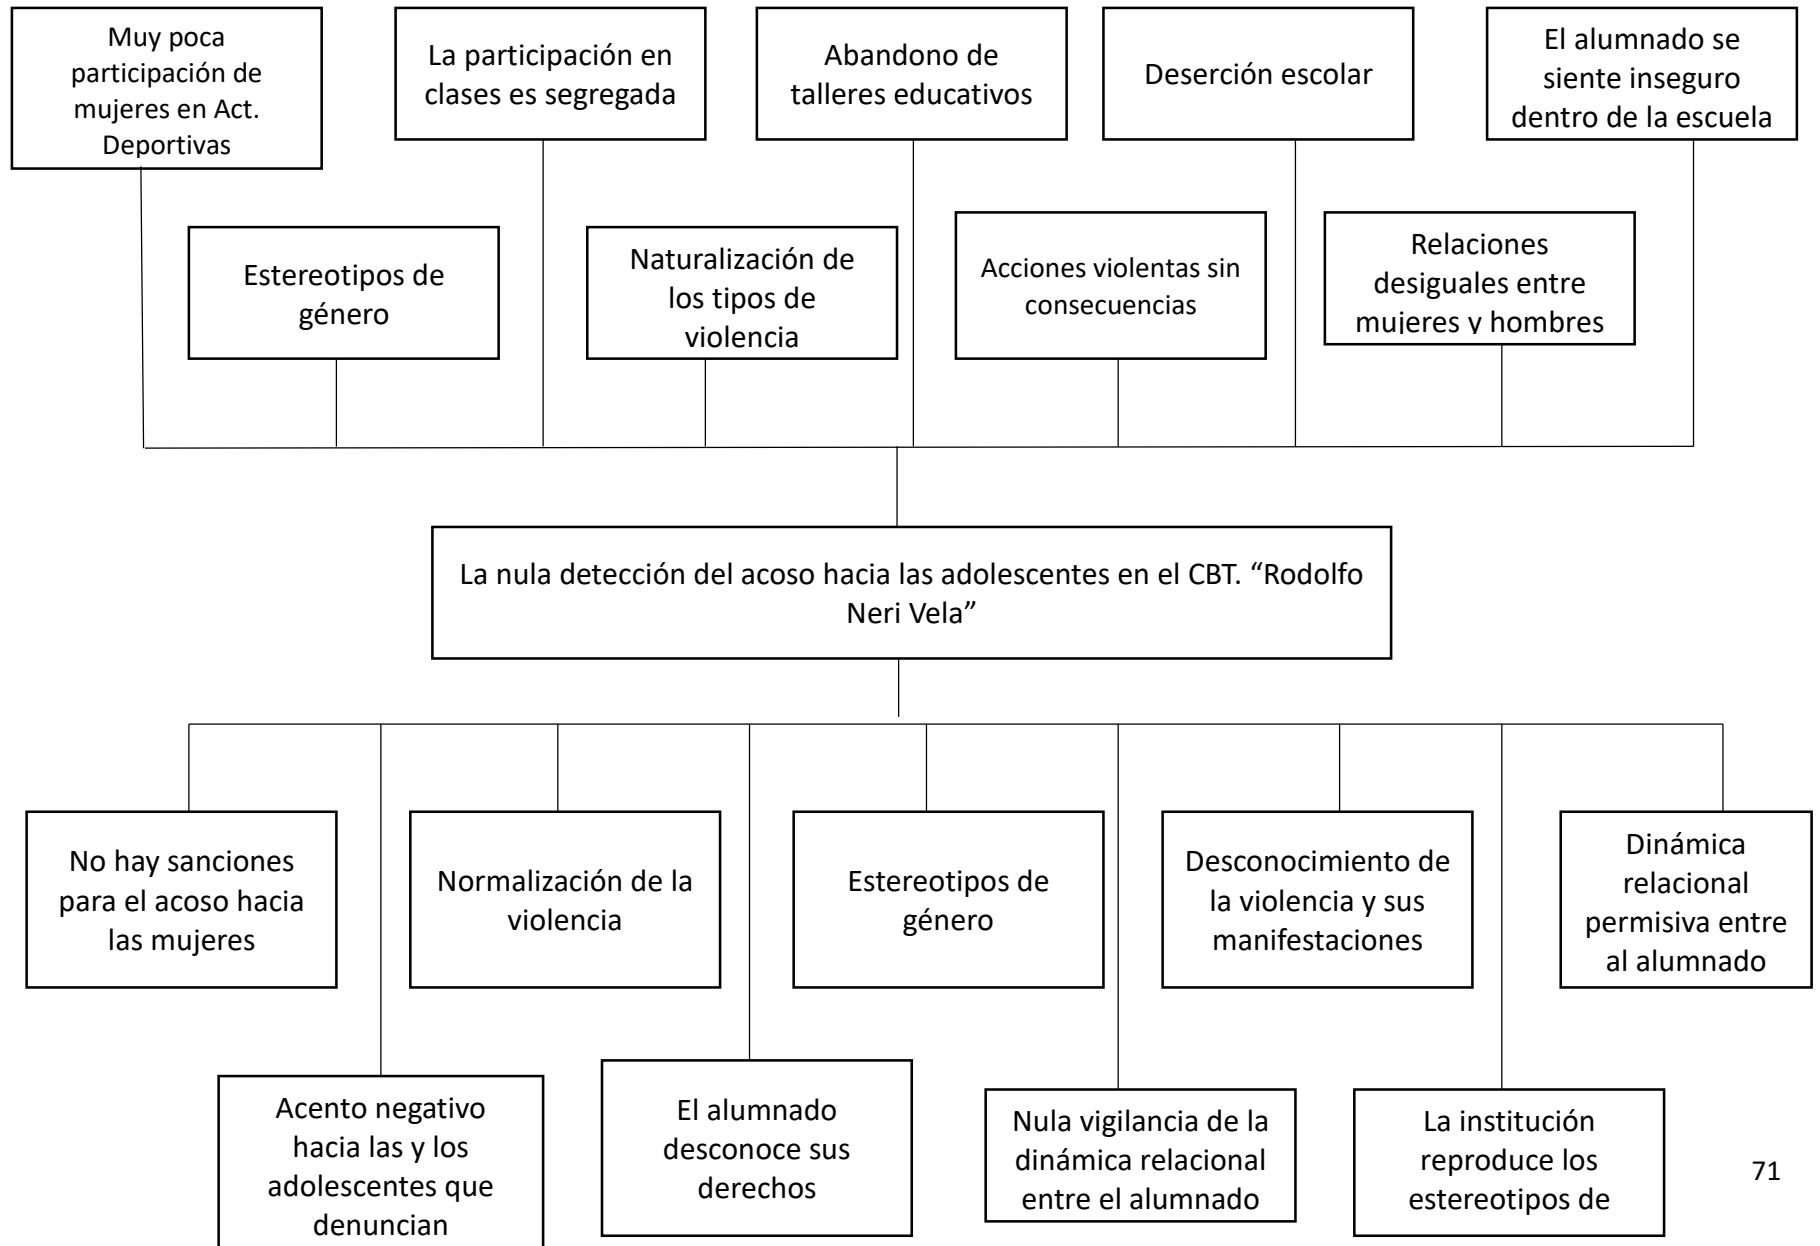 Muy poca
participación de
mujeres en Act.
Deportivas
La participación en
clases es segregada
Abandono de
talleres educativos
Deserción escolar
El alumnado se
siente inseguro
dentro de la escuela
Estereotipos de
género
Naturalización de
los tipos de
violencia
Acciones violentas sin
consecuencias
Relaciones
desiguales entre
mujeres y hombres
La nula detección del acoso hacia las adolescentes en el CBT. “Rodolfo
Neri Vela”
No hay sanciones
para el acoso hacia
las mujeres
Normalización de la
violencia
Estereotipos de
género
Desconocimiento de
la violencia y sus
manifestaciones
Dinámica
relacional
permisiva entre
al alumnado
Acento negativo
hacia las y los
adolescentes que
denuncian
El alumnado
desconoce sus
derechos
Nula vigilancia de la
dinámica relacional
entre el alumnado
La institución
reproduce los
estereotipos de
71